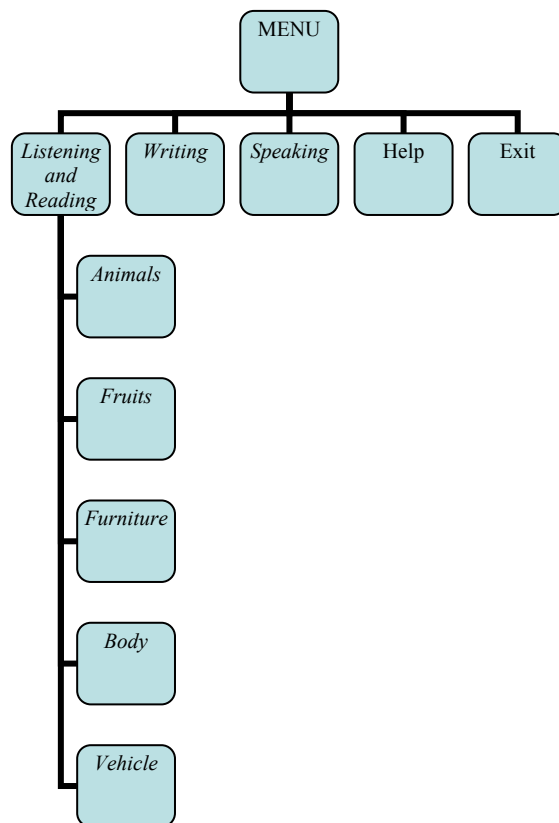 MENU
Listening
and
Reading
Writing
Speaking
Help
Exit
Animals
Fruits
Furniture
Body
Vehicle